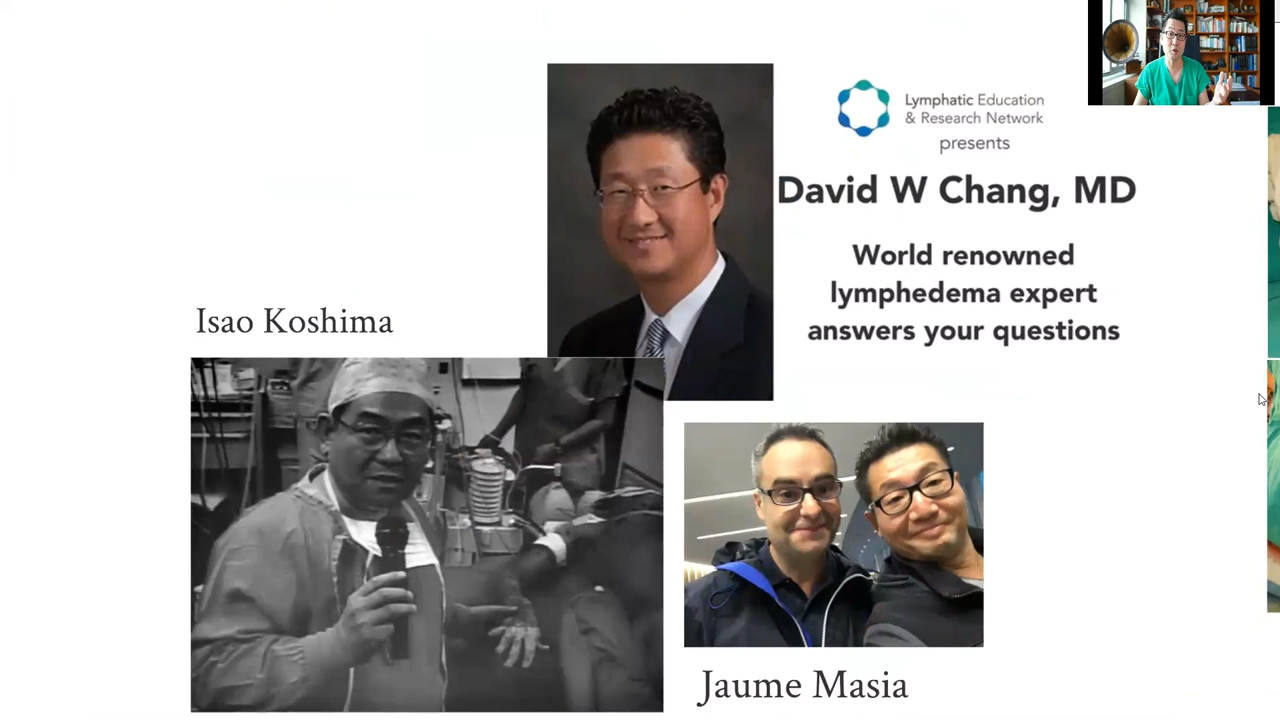 Lymphatic Education
& Research Network
presents
David W Chang, MD
World renowned
lymphedema expert
answers your questions
Isao Koshima
Jaume Masia